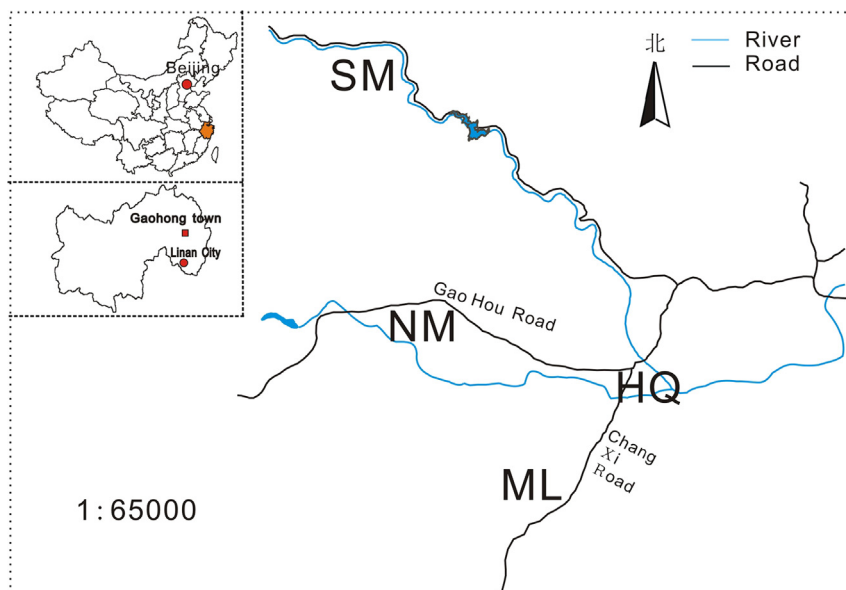 Beijing
Gaohong town
Linan City
SM
北
River
Road
Gao Hou Road
NM
HQ
Chang
Xi
Road
ML
1:65000